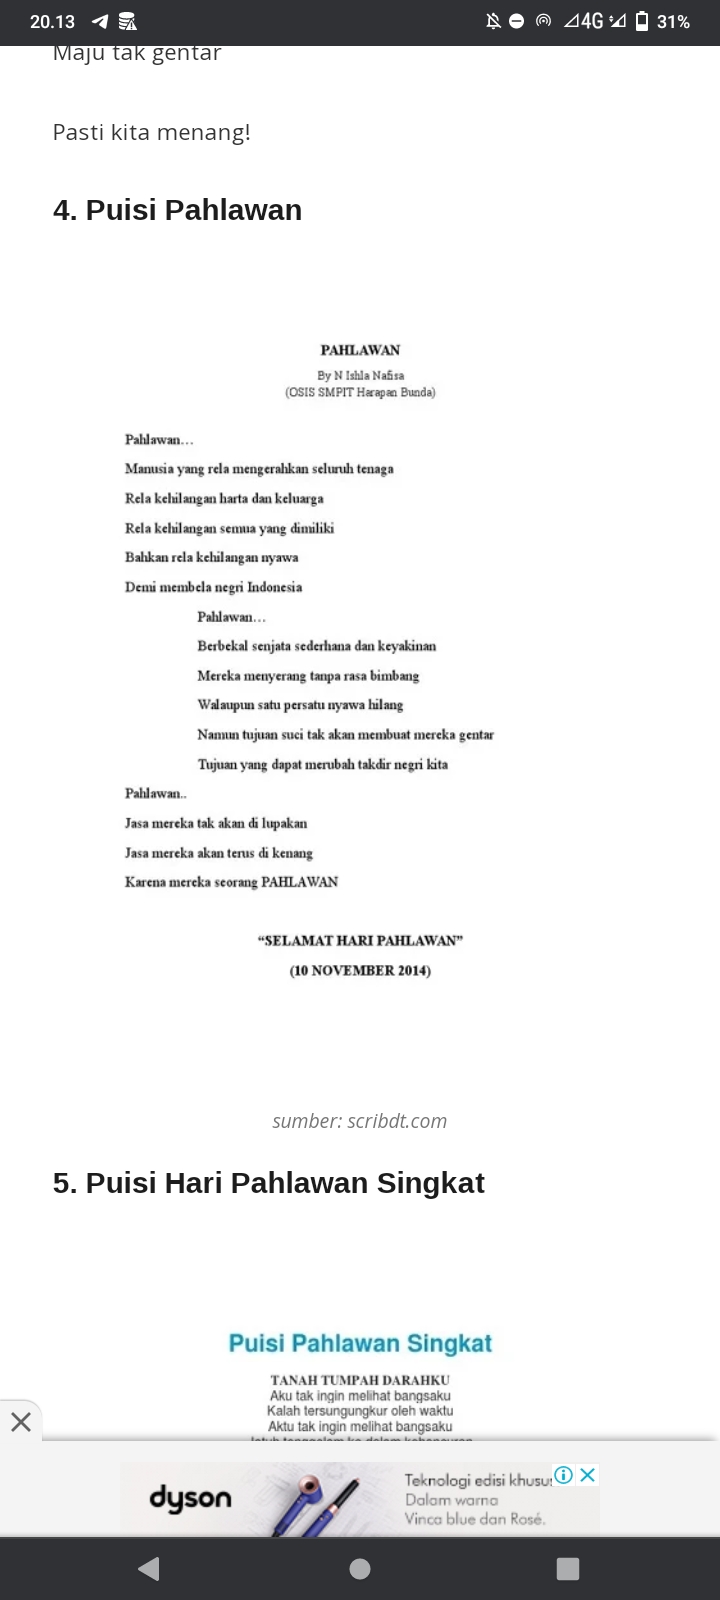 20.13 4G 31%
Maju tak gentar
Pasti kita menang!
4. Puisi Pahlawan
PAHLAWAN
By N Ishla Nafisa
(OSIS SMPIT Harapan Bunda)
Pahlawan…
Manusia yang rela mengerahkan seluruh tenaga
Rela kehilangan harta dan keluarga
Rela kehilangan semua yang dimiliki
Bahkan rela kehilangan nyawa
Demi membela negri Indonesia
Pahlawan…
Berbekal senjata sederhana dan keyakinan
Mereka menyerang tanpa rasa bimbang
Walaupun satu persatu nyawa hilang
Namun tujuan suci tak akan membuat mereka gentar
Tujuan yang dapat merubah takdir negri kita
Pahlawan..
Jasa mereka tak akan di lupakan
Jasa mereka akan terus di kenang
Karena mereka seorang PAHLAWAN
“SELAMAT HARI PAHLAWAN”
(10 NOVEMBER 2014)
sumber: scribdt.com
5. Puisi Hari Pahlawan Singkat
Puisi Pahlawan Singkat
TANAH TUMPAH DARAHKU
Aku tak ingin melihat bangsaku
Kalah tersungungkur oleh waktu
Aktu tak ingin melihat bangsaku
dyson
Teknologi edisi khusus
Dalam warna
Vinca blue dan Rosé.